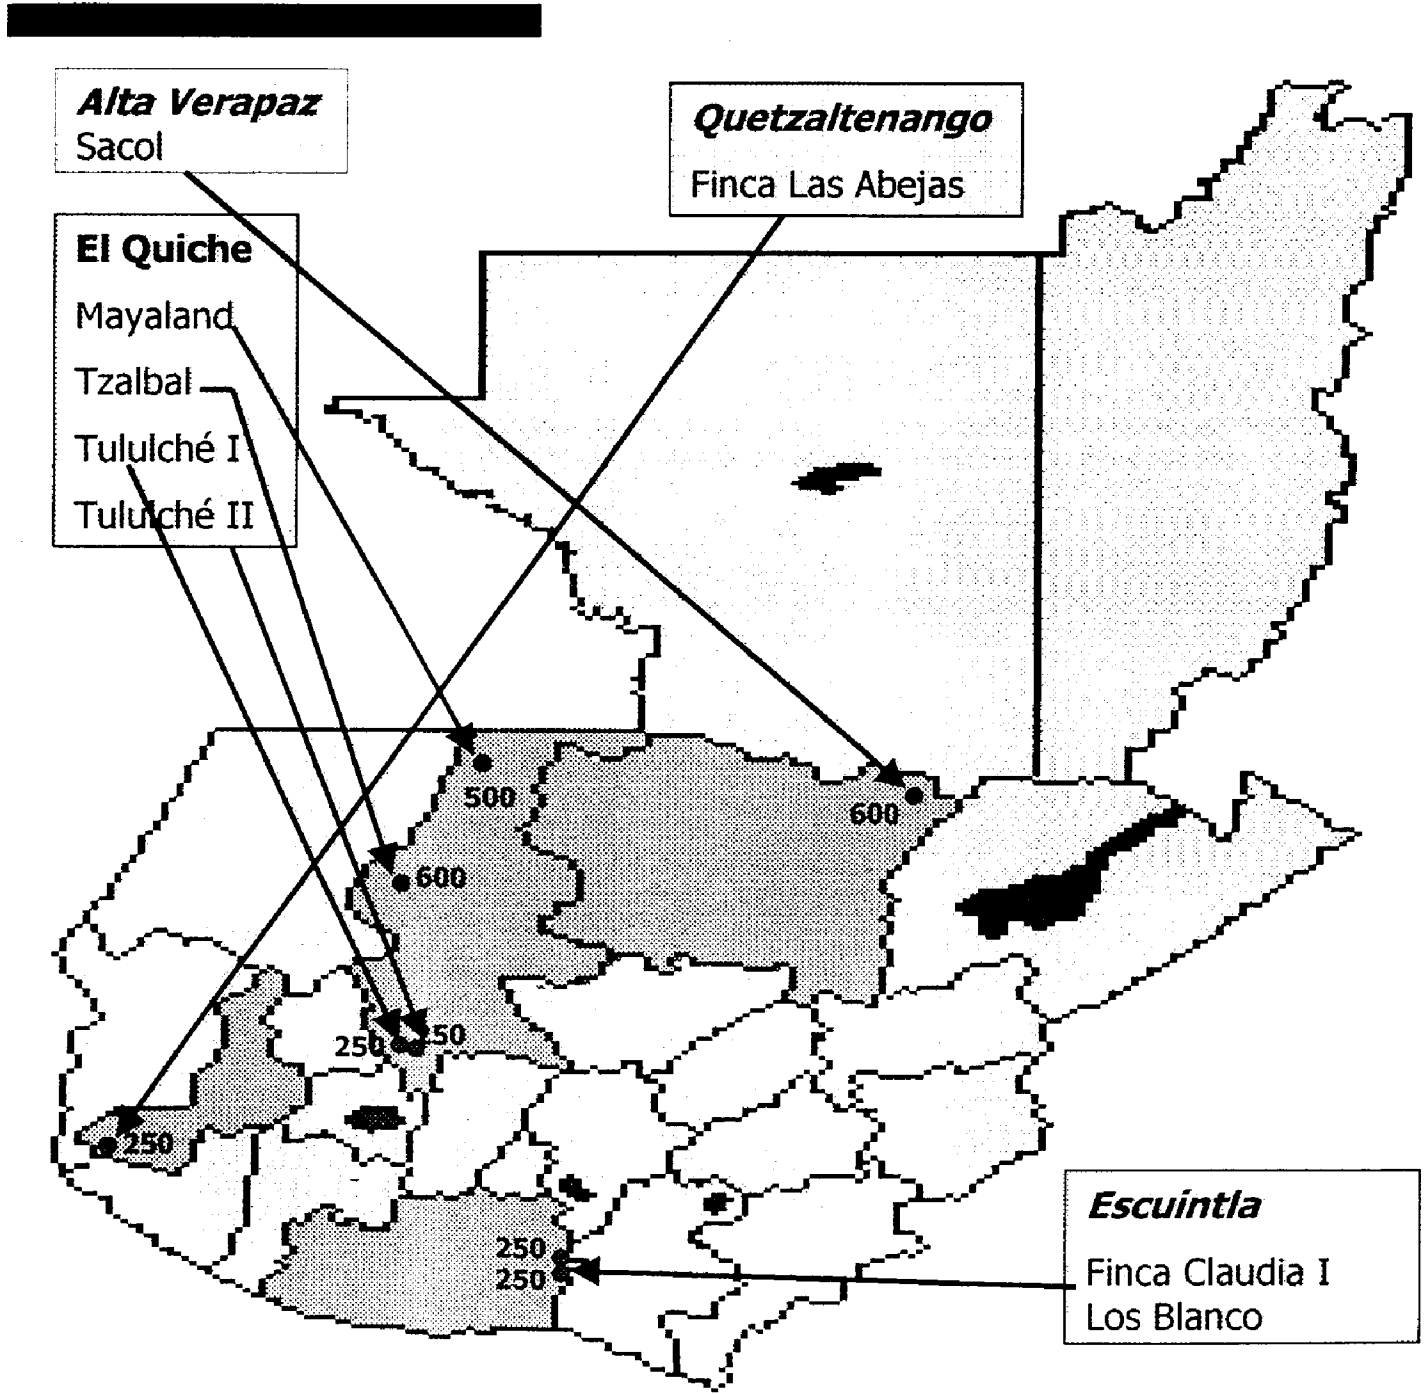 Alta Verapaz
Sacol
Quetzaltenango
Finca Las Abejas
El Quiche
Mayaland
Tzalbal
Tululché I
Tululché II
500
600
600
250
250
250
250
250
Escuintla
Finca Claudia I
Los Blanco